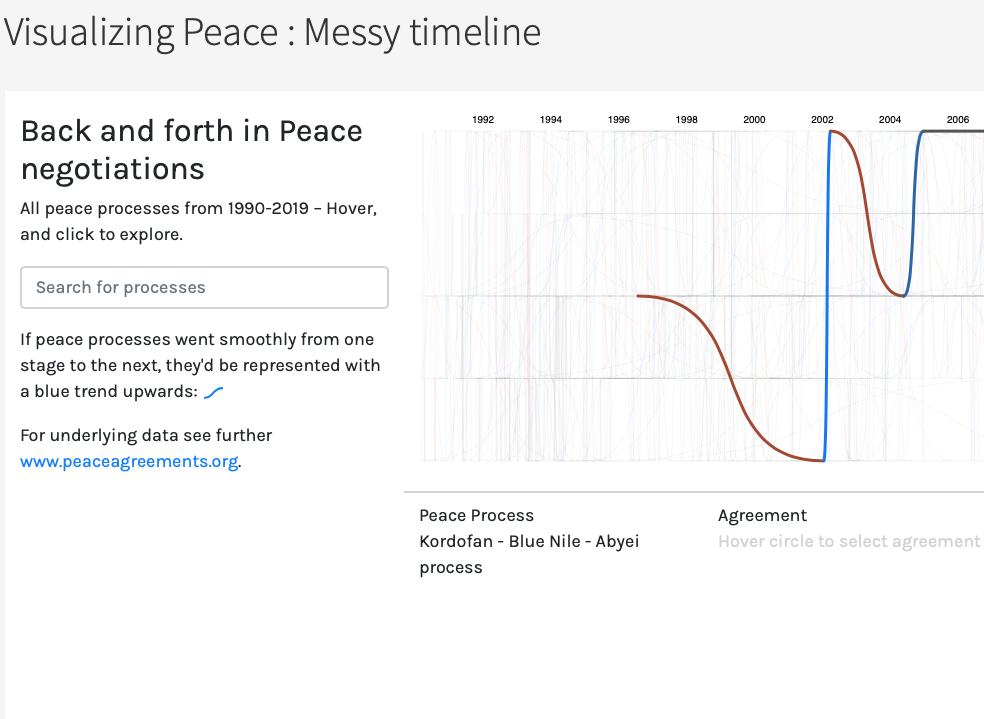 Visualizing Peace : Messy timeline
Back and forth in Peace
negotiations
All peace processes from 1990-2019 – Hover,
and click to explore.
Search for processes
If peace processes went smoothly from one
stage to the next, they'd be represented with
a blue trend upwards:
For underlying data see further
www.peaceagreements.org.
1992 1994 1996 1998 2000 2002 2004 2006
Peace Process
Kordofan - Blue Nile - Abyei
process
Agreement
Hover circle to select agreement